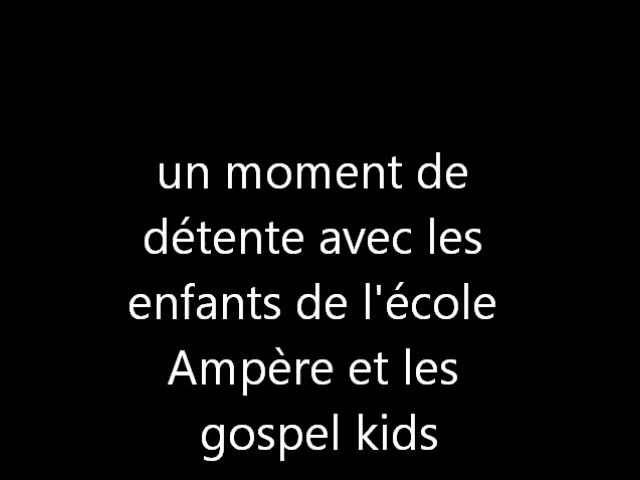 un moment de
détente avec les
enfants de l'école
Ampère et les
gospel kids